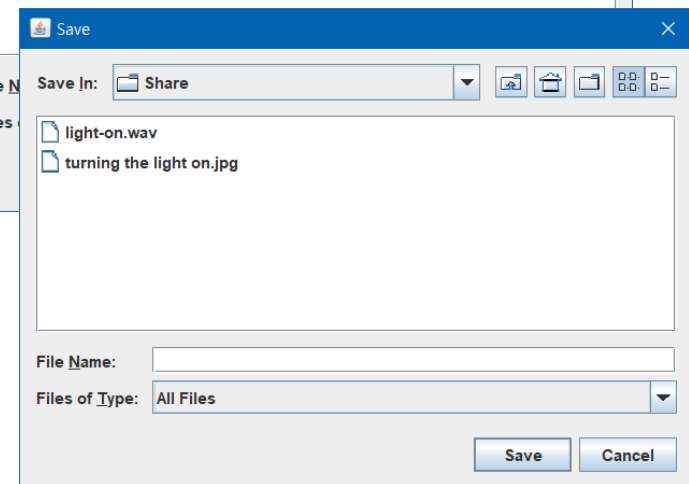 Save
Save In: Share
e N
es
light-on.wav
turning the light on.jpg
File Name:
Files of Type: All Files
Save Cancel